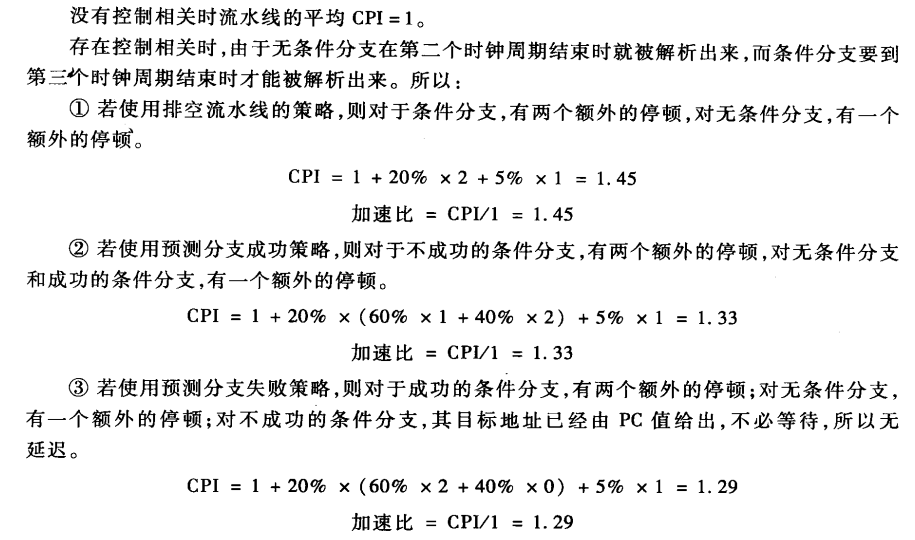 没有控制相关时流水线的平均 CPI = 1。
存在控制相关时,由于无条件分支在第二个时钟周期结束时就被解析出来,而条件分支要到
第三个时钟周期结束时才能被解析出来。所以:
① 若使用排空流水线的策略,则对于条件分支,有两个额外的停顿,对无条件分支,有一个
额外的停顿。
CPI = 1 + 20% × 2 + 5% × 1 = 1.45
加速比 = CPI/1 = 1.45
② 若使用预测分支成功策略,则对于不成功的条件分支,有两个额外的停顿,对无条件分支
和成功的条件分支,有一个额外的停顿。
CPI = 1 + 20% × (60% × 1 + 40% × 2) + 5% × 1 = 1.33
加速比 = CPI/1 = 1.33
③ 若使用预测分支失败策略,则对于成功的条件分支,有两个额外的停顿;对无条件分支,
有一个额外的停顿;对不成功的条件分支,其目标地址已经由 PC 值给出,不必等待,所以无
延迟。
CPI = 1 + 20% × (60% × 2 + 40% × 0) + 5% × 1 = 1.29
加速比 = CPI/1 = 1.29